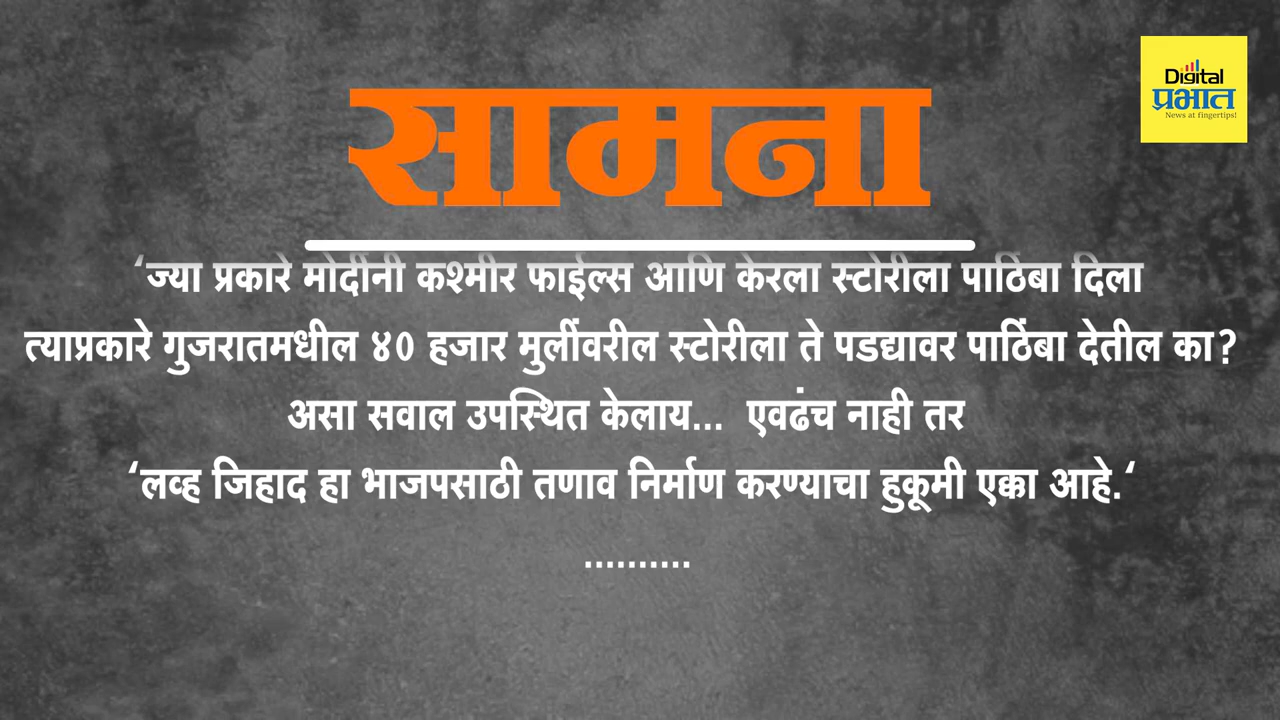 सामना
Digital
प्रभात
News at fingertips!
‘ज्या प्रकारे मोदींनी कश्मीर फाईल्स आणि केरला स्टोरीला पाठिंबा दिला
त्याप्रकारे गुजरातमधील ४० हजार मुलींवरील स्टोरीला ते पडद्यावर पाठिंबा देतील का?
असा सवाल उपस्थित केलाय... एवढंच नाही तर
‘लव्ह जिहाद हा भाजपसाठी तणाव निर्माण करण्याचा हुकूमी एक्का आहे.‘
..........